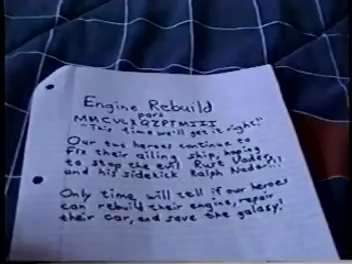 Engine Rebuild
part
MMCVLXQZPTMIII
"This time we'll get it right!"
Our two heroes continue to
fix their ailing ship, hoping
to stop the evil Rust Vader,
and his sidekick Ralph Nader...!
Only time will tell if our heroes
can rebuild their engine, repair
their car, and save the galaxy!